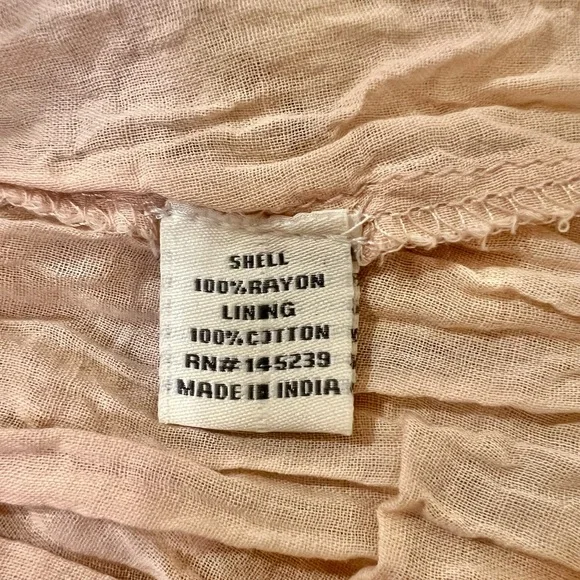 SHELL
100%RAYON
LINING
100%COTTON
RN# 145239
MADE IN INDIA